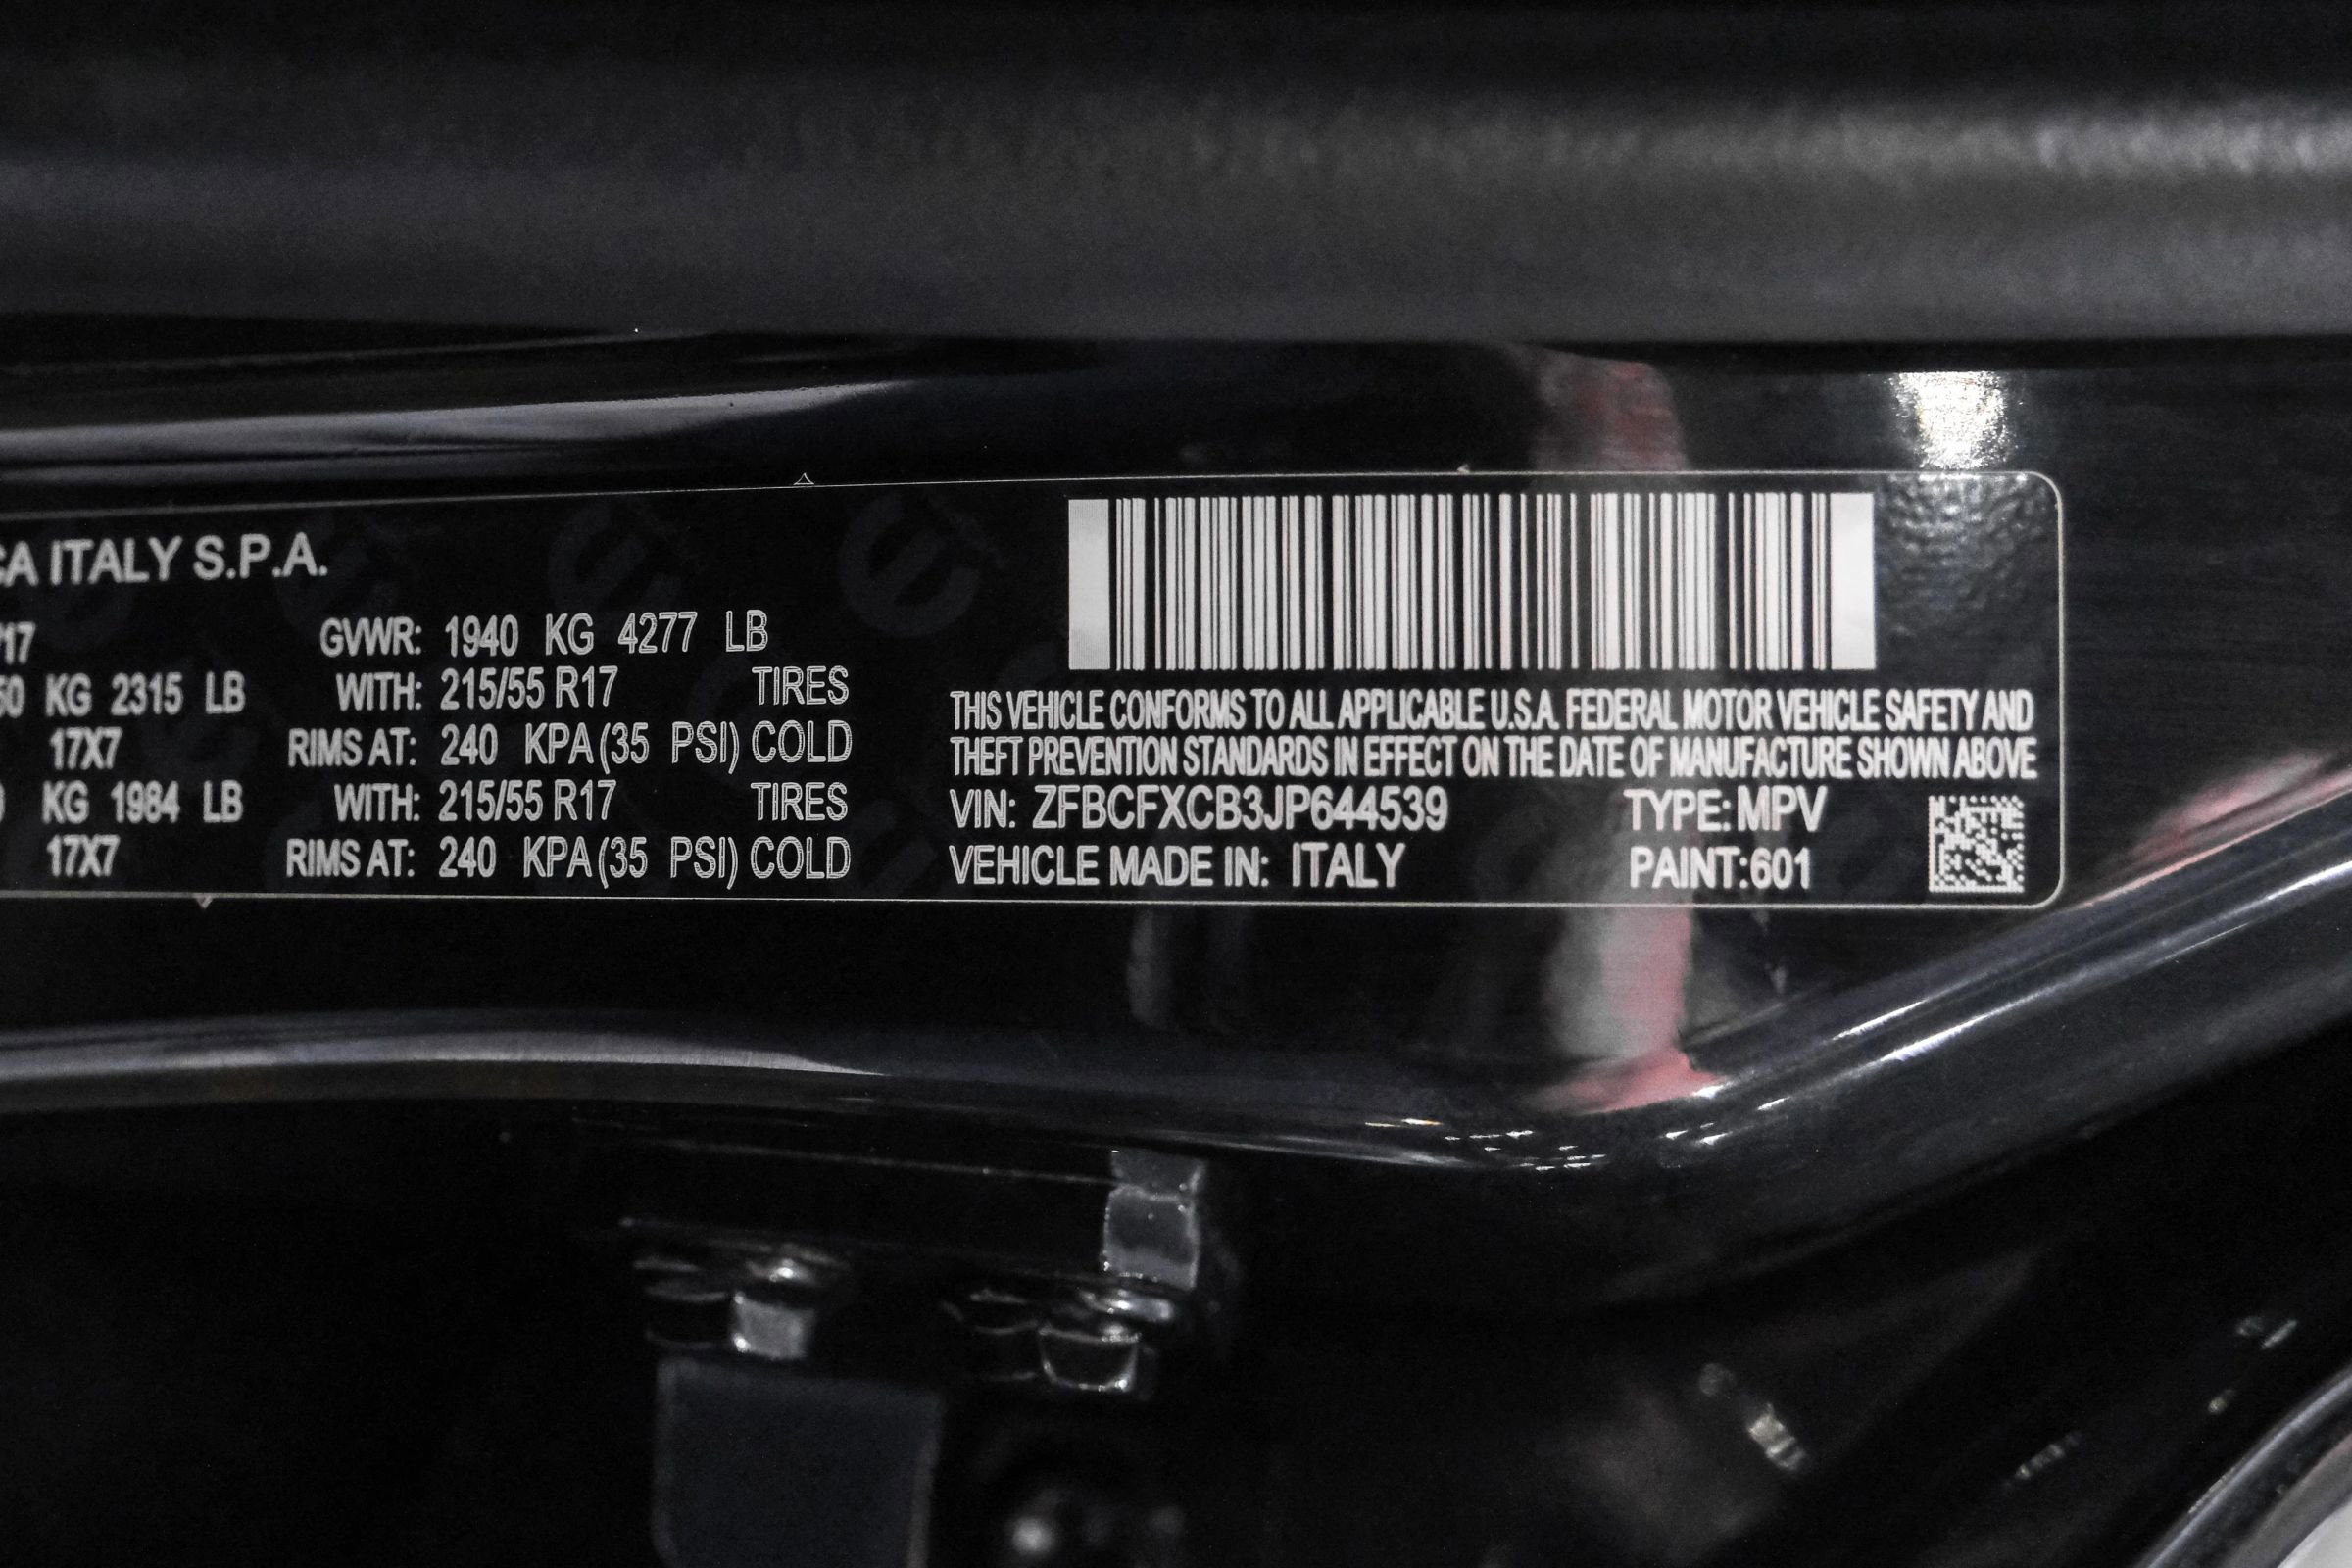 CA ITALY S.P.A.
17
GVWR: 1940 KG 4277 LB
50 KG 2315 LB WITH: 215/55 R17 TIRES
17X7 RIMS AT: 240 KPA(35 PSI) COLD
KG 1984 LB WITH: 215/55 R17 TIRES
17X7 RIMS AT: 240 KPA(35 PSI) COLD
THIS VEHICLE CONFORMS TO ALL APPLICABLE U.S.A. FEDERAL MOTOR VEHICLE SAFETY AND
THEFT PREVENTION STANDARDS IN EFFECT ON THE DATE OF MANUFACTURE SHOWN ABOVE
VIN: ZFBCFXCB3JP644539 TYPE: MPV
VEHICLE MADE IN: ITALY PAINT:601